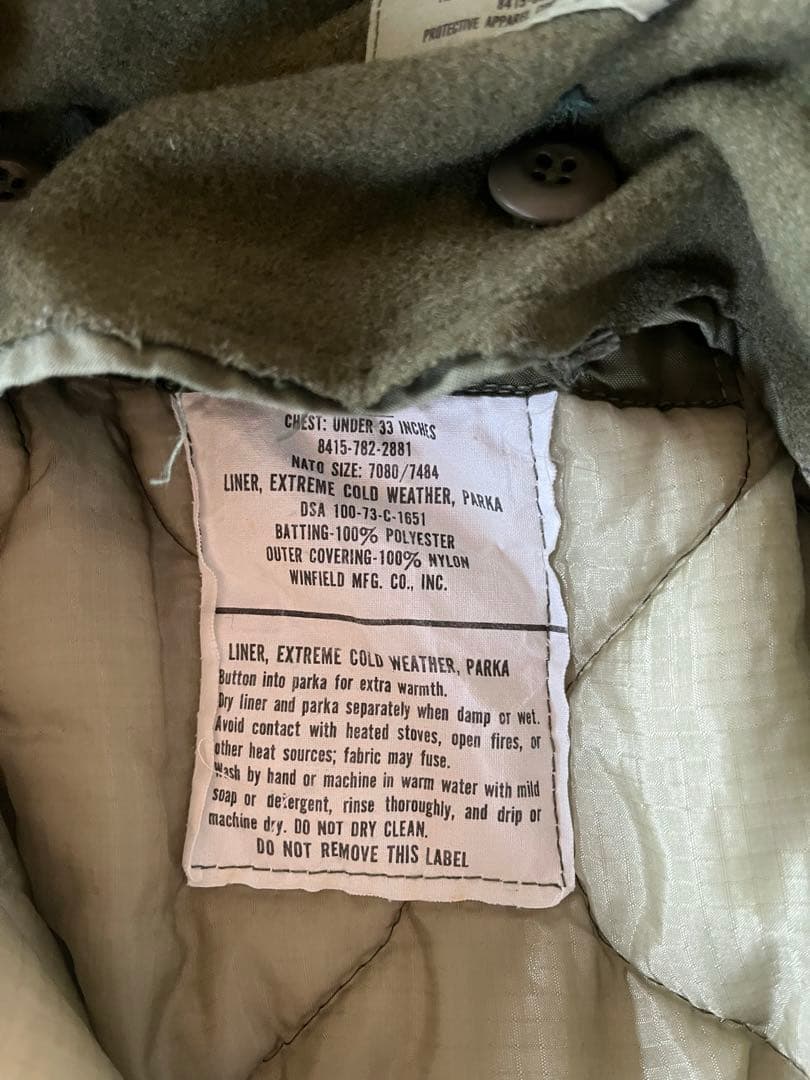 8415-
PROTECTIVE APPAREL
CHEST: UNDER 33 INCHES
8415-782-2881
NATO SIZE: 7080/7484
LINER, EXTREME COLD WEATHER, PARKA
DSA 100-73-C-1651
BATTING-100% POLYESTER
OUTER COVERING-100% NYLON
WINFIELD MFG. CO., INC.
LINER, EXTREME COLD WEATHER, PARKA
Button into parka for extra warmth.
Dry liner and parka separately when damp or wet.
Avoid contact with heated stoves, open fires, or
other heat sources; fabric may fuse.
Wash by hand or machine in warm water with mild
soap or detergent, rinse thoroughly, and drip or
machine dry. DO NOT DRY CLEAN.
DO NOT REMOVE THIS LABEL